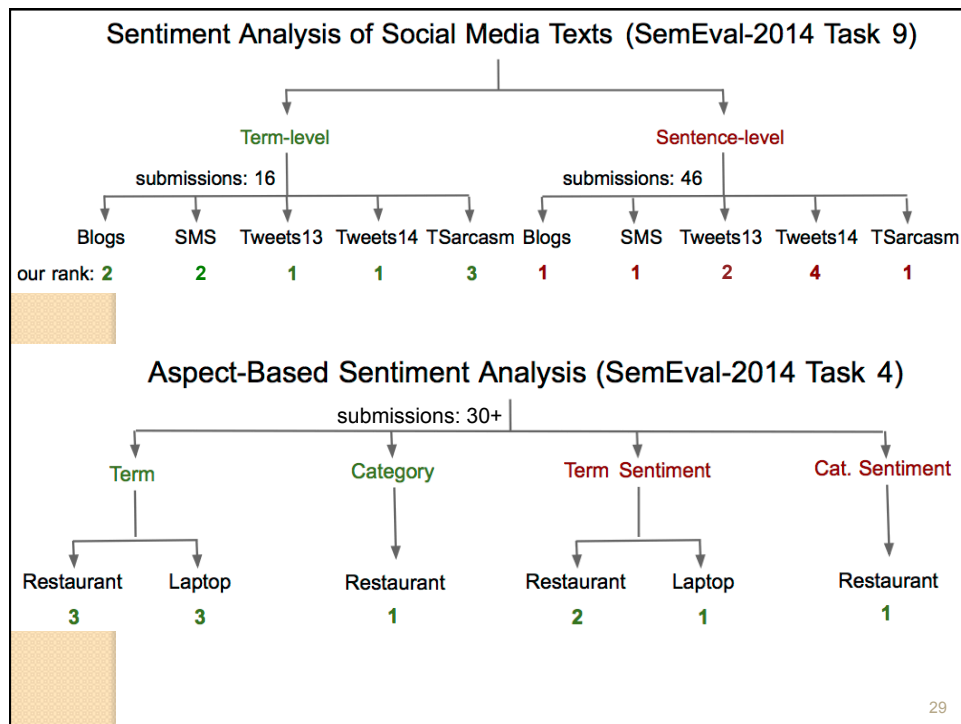 Sentiment Analysis of Social Media Texts (SemEval-2014 Task 9)
Term-level Sentence-level
submissions: 16 submissions: 46
Blogs SMS Tweets13 Tweets14 TSarcasm Blogs SMS Tweets13 Tweets14 TSarcasm
our rank: 2 2 1 1 3 1 1 2 4 1
Aspect-Based Sentiment Analysis (SemEval-2014 Task 4)
submissions: 30+
Term Category Term Sentiment Cat. Sentiment
Restaurant Laptop Restaurant Restaurant Laptop Restaurant
3 3 1 2 1 1
29